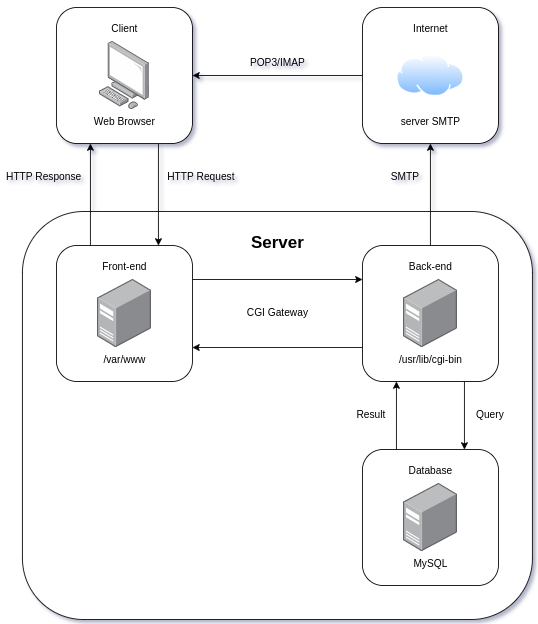 Client
Internet
POP3/IMAP
Web Browser
server SMTP
HTTP Response
HTTP Request
SMTP
Server
Front-end
Back-end
CGI Gateway
/var/www
/usr/lib/cgi-bin
Result
Query
Database
MySQL